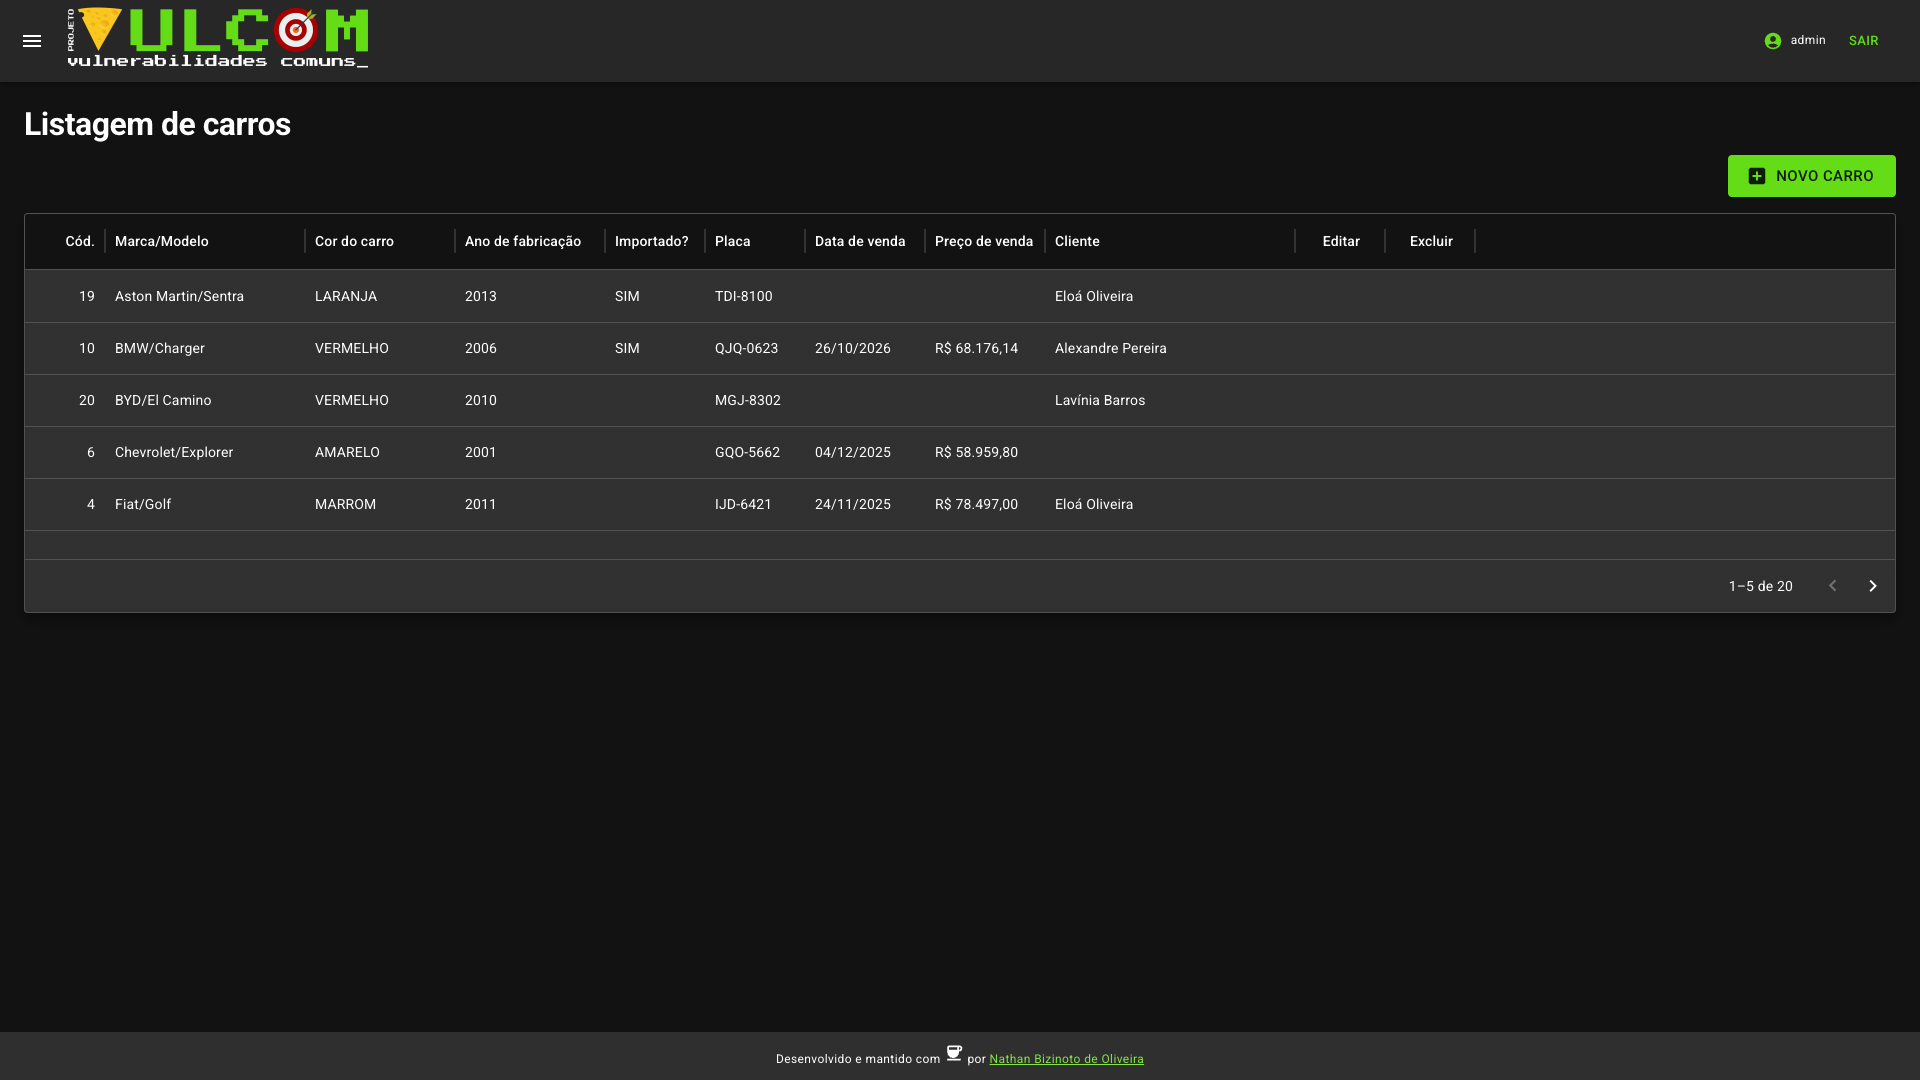 PROJETO VULCOM
vulnerabilidades comuns_
admin SAIR
Listagem de carros
NOVO CARRO
Cód. Marca/Modelo Cor do carro Ano de fabricação Importado? Placa Data de venda Preço de venda Cliente Editar Excluir
19 Aston Martin/Sentra LARANJA 2013 SIM TDI-8100 Eloá Oliveira
10 BMW/Charger VERMELHO 2006 SIM QJQ-0623 26/10/2026 R$ 68.176,14 Alexandre Pereira
20 BYD/El Camino VERMELHO 2010 MGJ-8302 Lavínia Barros
6 Chevrolet/Explorer AMARELO 2001 GQO-5662 04/12/2025 R$ 58.959,80
4 Fiat/Golf MARROM 2011 IJD-6421 24/11/2025 R$ 78.497,00 Eloá Oliveira
1–5 de 20
Desenvolvido e mantido com por Nathan Bizinoto de Oliveira